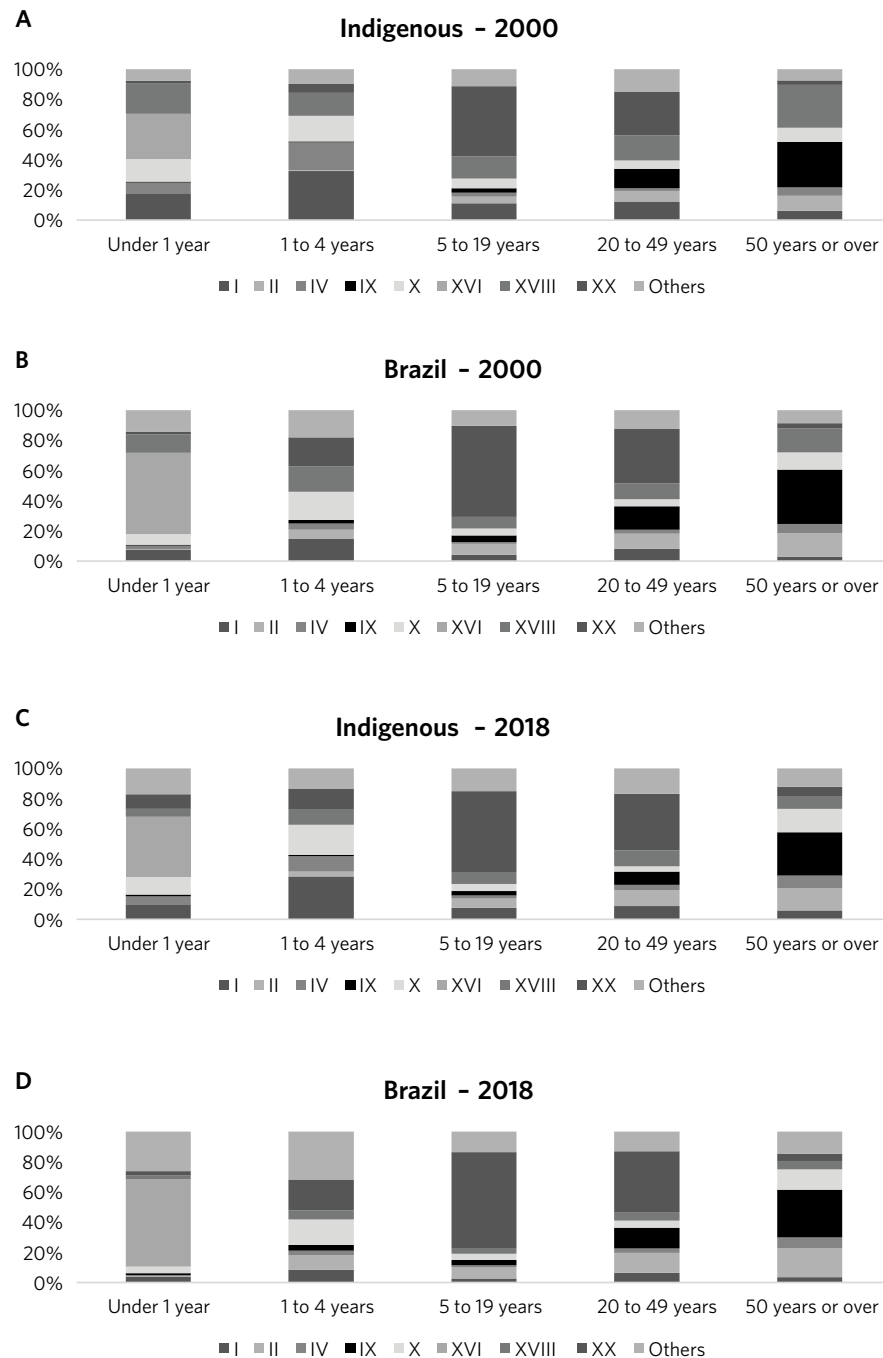 A
Indigenous – 2000
100%
80%
60%
40%
20%
0%
Under 1 year 1 to 4 years 5 to 19 years 20 to 49 years 50 years or over
I II IV IX X XVI XVIII XX Others
B
Brazil – 2000
100%
80%
60%
40%
20%
0%
Under 1 year 1 to 4 years 5 to 19 years 20 to 49 years 50 years or over
I II IV IX X XVI XVIII XX Others
C
Indigenous – 2018
100%
80%
60%
40%
20%
0%
Under 1 year 1 to 4 years 5 to 19 years 20 to 49 years 50 years or over
I II IV IX X XVI XVIII XX Others
D
Brazil – 2018
100%
80%
60%
40%
20%
0%
Under 1 year 1 to 4 years 5 to 19 years 20 to 49 years 50 years or over
I II IV IX X XVI XVIII XX Others